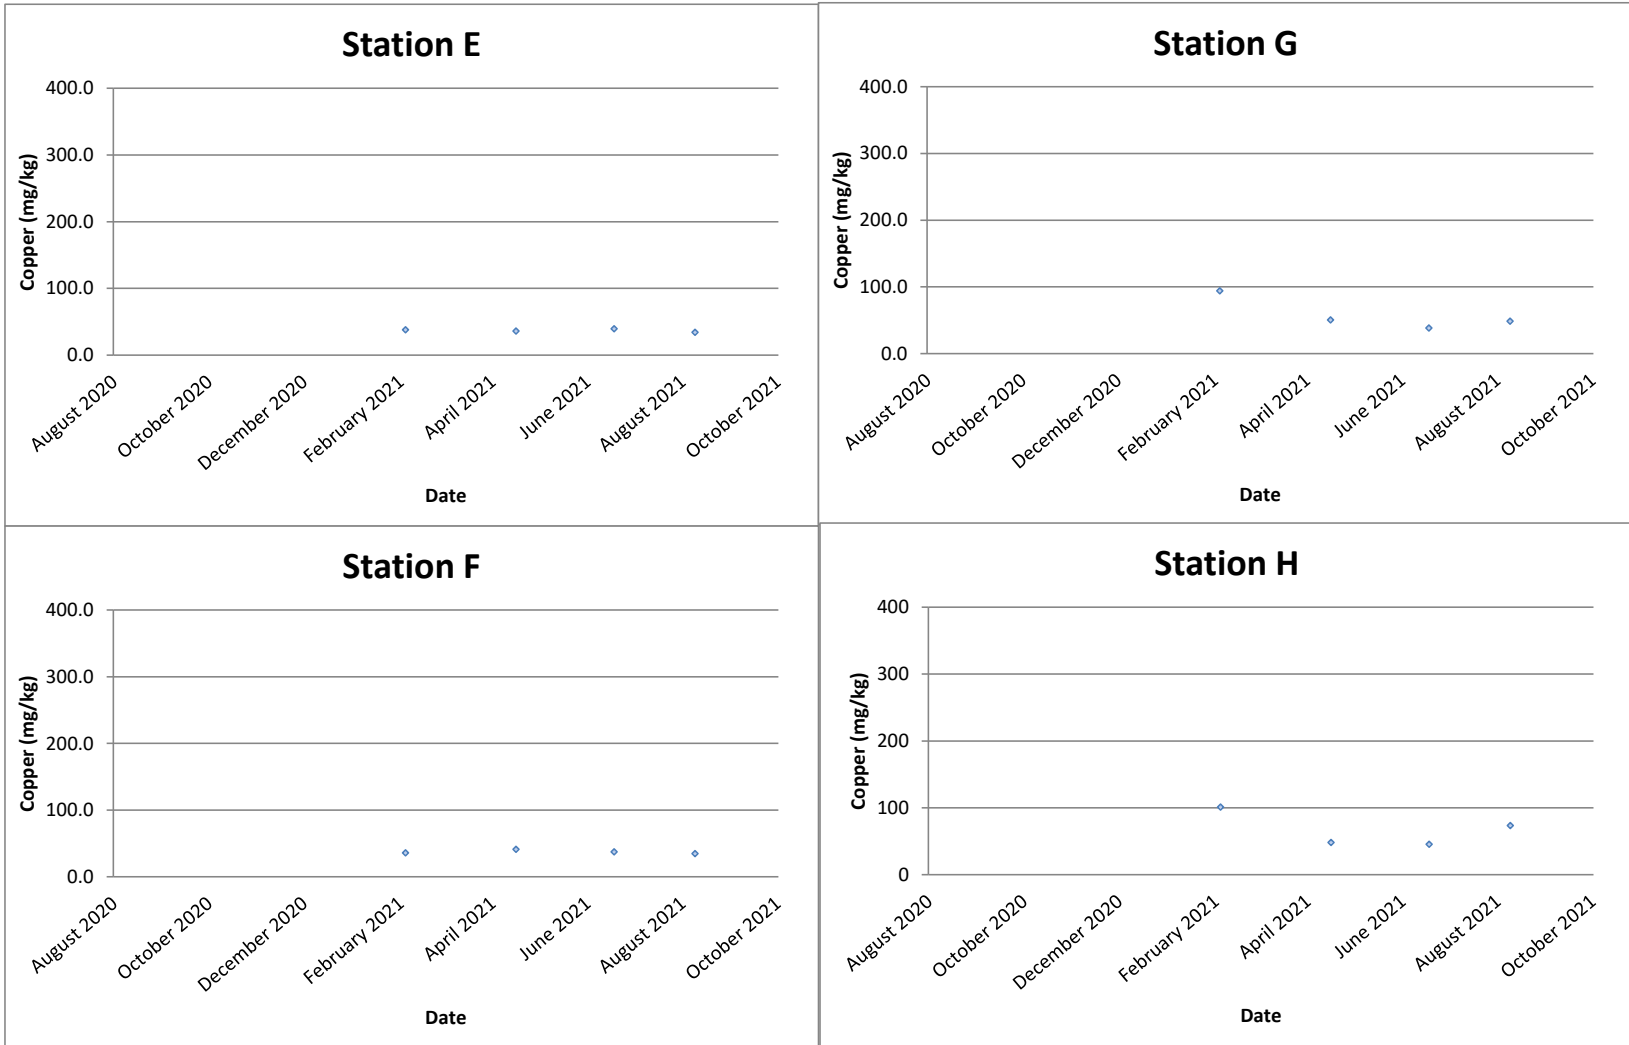 Station E
400.0
300.0
200.0
100.0
0.0
Copper (mg/kg)
August 2020
October 2020
December 2020
February 2021
April 2021
June 2021
August 2021
October 2021
Date
Station G
400.0
300.0
200.0
100.0
0.0
Copper (mg/kg)
August 2020
October 2020
December 2020
February 2021
April 2021
June 2021
August 2021
October 2021
Date
Station F
400.0
300.0
200.0
100.0
0.0
Copper (mg/kg)
August 2020
October 2020
December 2020
February 2021
April 2021
June 2021
August 2021
October 2021
Date
Station H
400
300
200
100
0
Copper (mg/kg)
August 2020
October 2020
December 2020
February 2021
April 2021
June 2021
August 2021
October 2021
Date